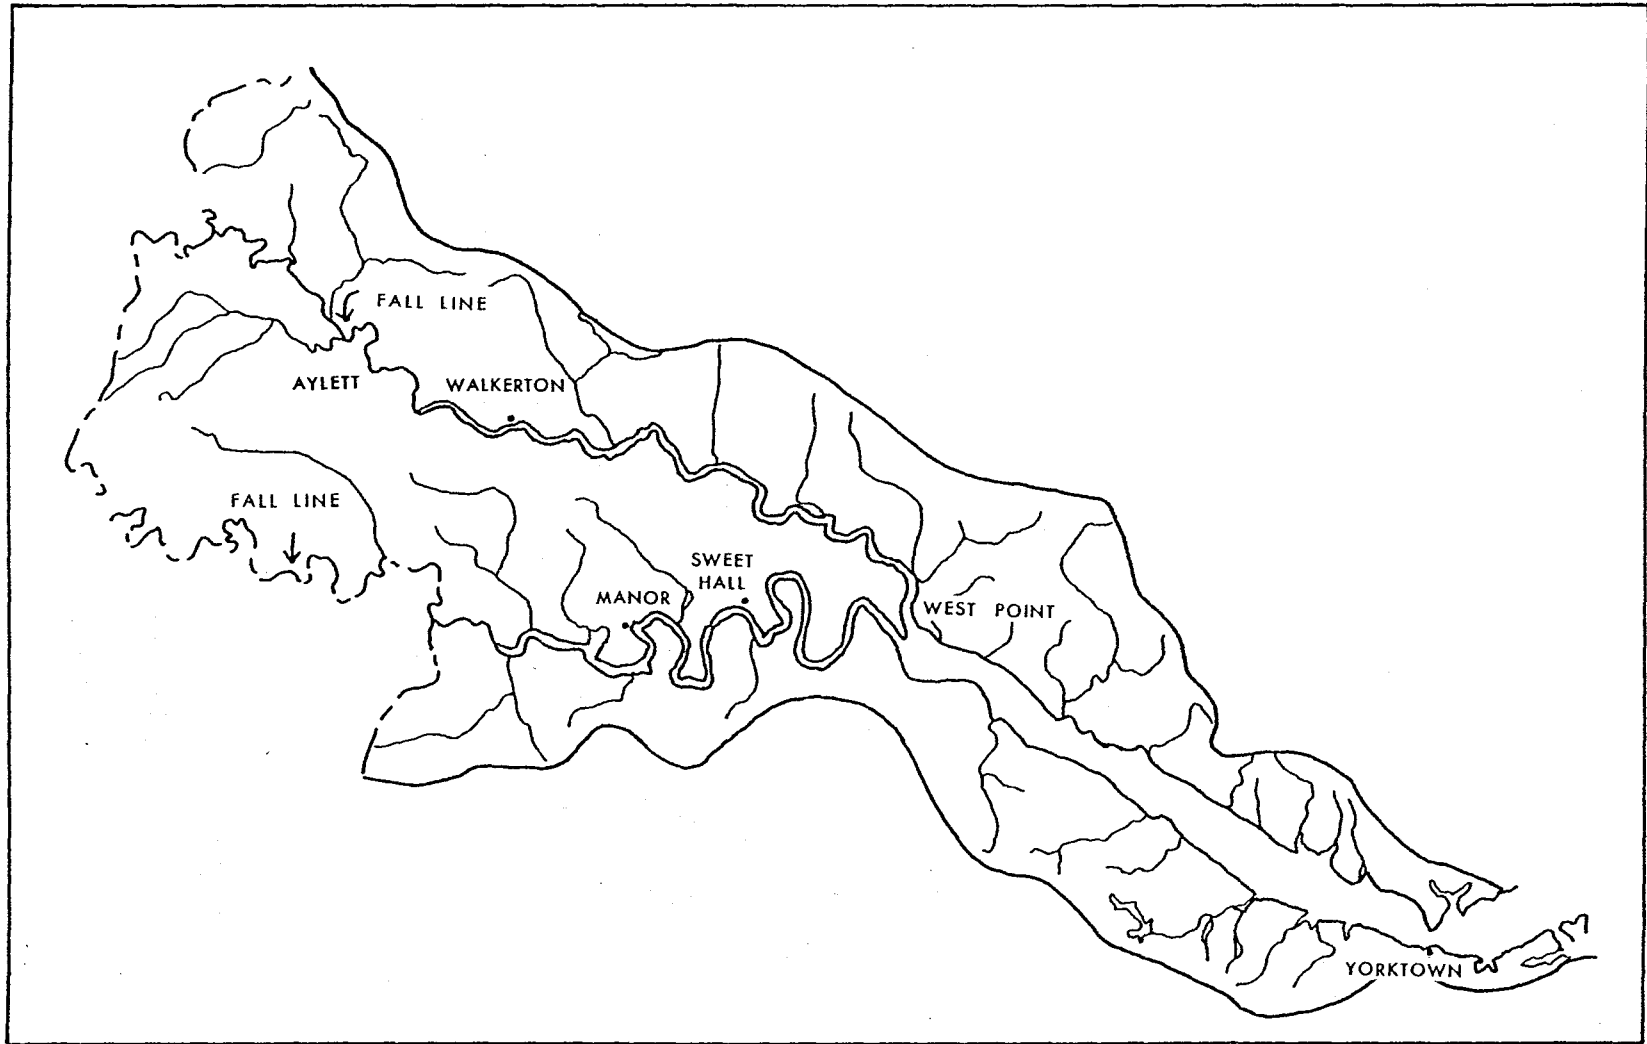 FALL LINE
AYLETT
WALKERTON
FALL LINE
SWEET
HALL
MANOR
WEST POINT
YORKTOWN